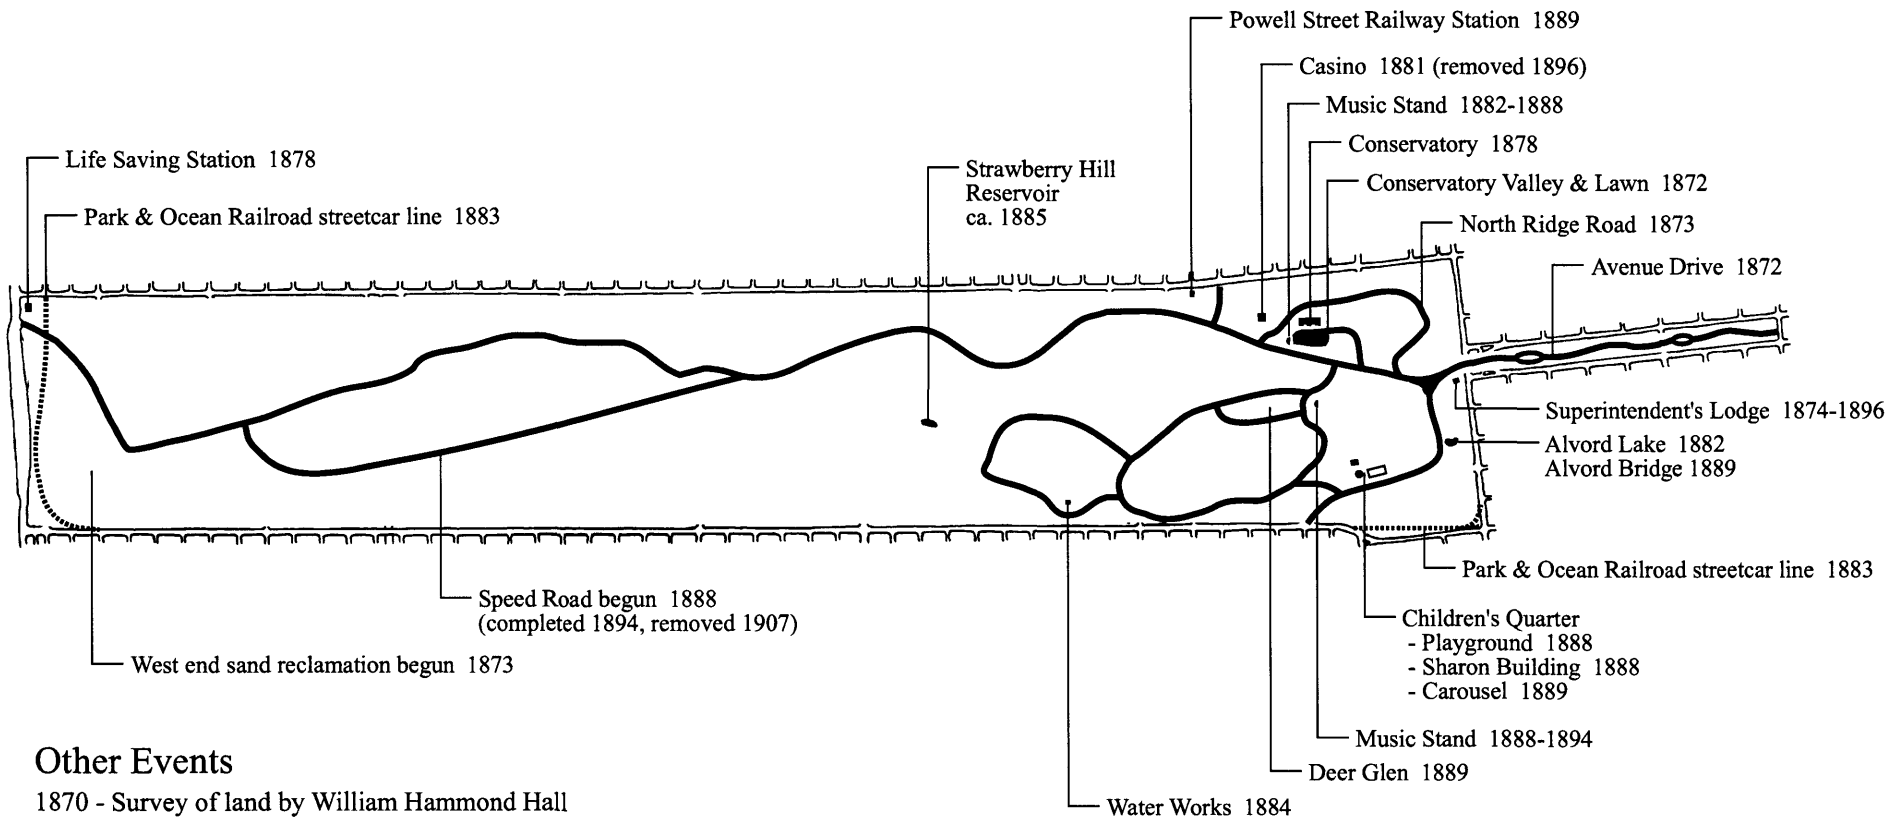 Powell Street Railway Station 1889
Casino 1881 (removed 1896)
Music Stand 1882-1888
Conservatory 1878
Life Saving Station 1878
Strawberry Hill
Reservoir
ca. 1885
Conservatory Valley & Lawn 1872
Park & Ocean Railroad streetcar line 1883
North Ridge Road 1873
Avenue Drive 1872
Superintendent's Lodge 1874-1896
Alvord Lake 1882
Alvord Bridge 1889
Park & Ocean Railroad streetcar line 1883
Speed Road begun 1888
(completed 1894, removed 1907)
Children's Quarter
- Playground 1888
- Sharon Building 1888
- Carousel 1889
West end sand reclamation begun 1873
Music Stand 1888-1894
Deer Glen 1889
Water Works 1884
Other Events
1870 - Survey of land by William Hammond Hall